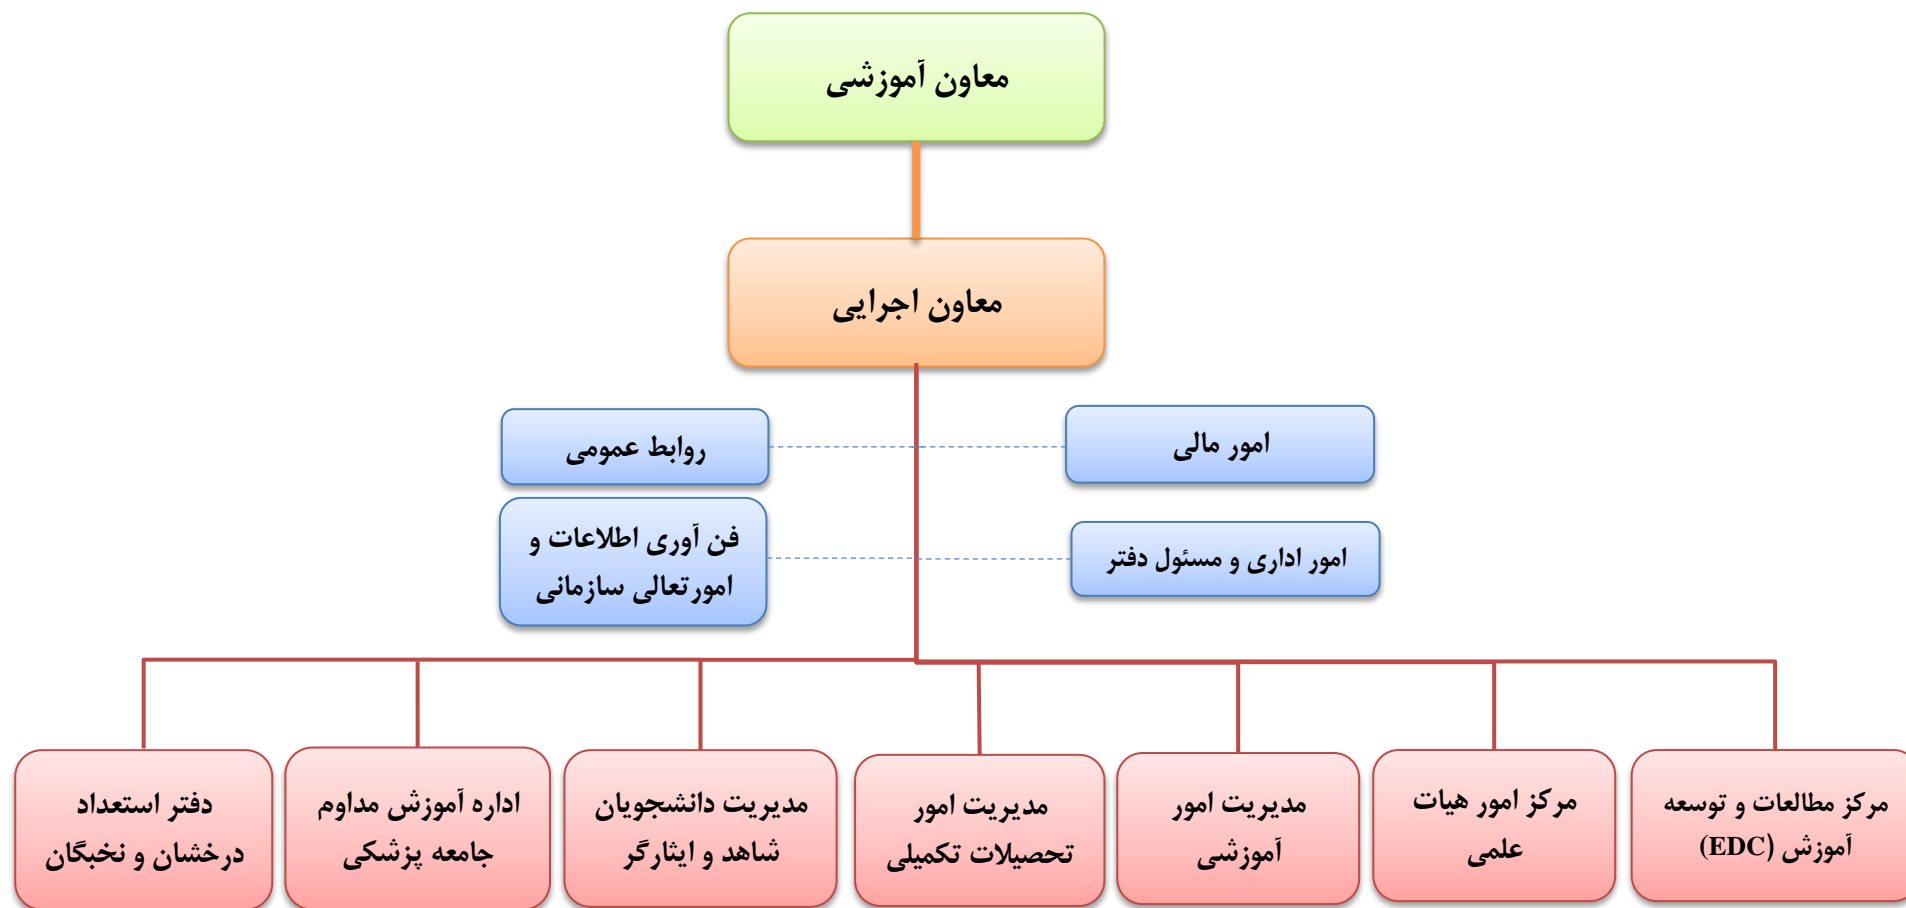 معاون آموزشی
معاون اجرایی
امور مالی
روابط عمومی
امور اداری و مسئول دفتر
فن آوری اطلاعات و
امورتعالی سازمانی
مرکز مطالعات و توسعه
آموزش (EDC)
مرکز امور هیات
علمی
مدیریت امور
آموزشی
مدیریت امور
تحصیلات تکمیلی
مدیریت دانشجویان
شاهد و ایثارگر
اداره آموزش مداوم
جامعه پزشکی
دفتر استعداد
درخشان و نخبگان